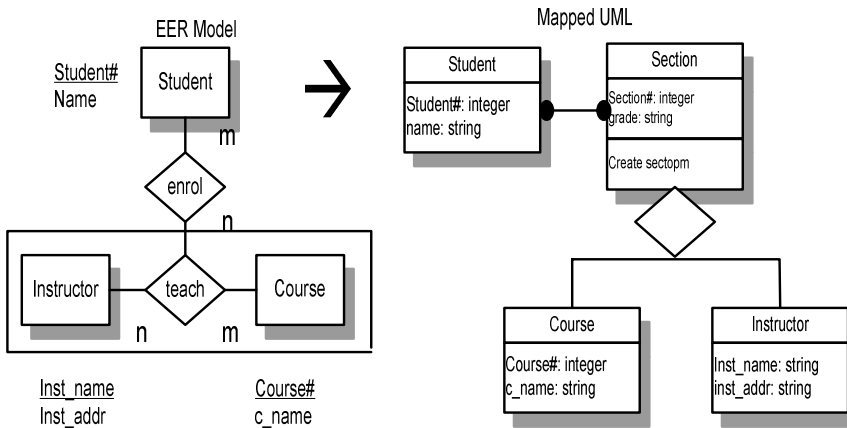 EER Model
Mapped UML
Student#
Name
Student
m
enrol
n
Instructor
teach
Course
n
m
Inst_name
Inst_addr
Course#
c_name
Student
Student#: integer
name: string
Section
Section#: integer
grade: string
Create sectopm
Course
Course#: integer
c_name: string
Instructor
Inst_name: string
inst_addr: string